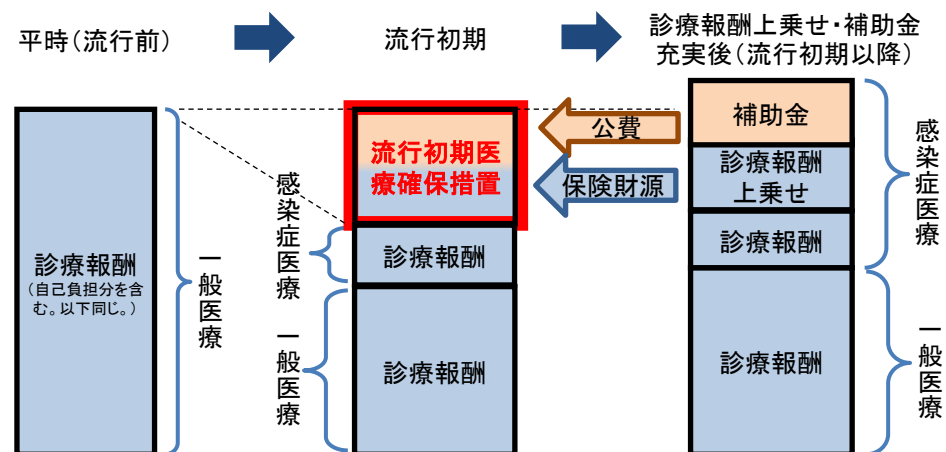 平時(流行前)
流行初期
診療報酬上乗せ・補助金
充実後(流行初期以降)
診療報酬
(自己負担分を含
む。以下同じ。)
一般医療
流行初期医
療確保措置
診療報酬
診療報酬
感染症医療
一般医療
公費
保険財源
補助金
診療報酬
上乗せ
診療報酬
診療報酬
感染症医療
一般医療